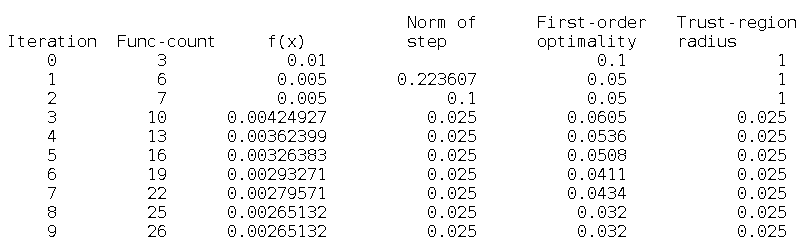 Norm of      First-order   Trust-region
Iteration  Func-count     f(x)           step         optimality    radius
    0          3            0.01                            0.1            1
    1          6           0.005        0.223607           0.05            1
    2          7           0.005             0.1           0.05            1
    3         10      0.00424927           0.025         0.0605        0.025
    4         13      0.00362399           0.025         0.0536        0.025
    5         16      0.00326383           0.025         0.0508        0.025
    6         19      0.00293271           0.025         0.0411        0.025
    7         22      0.00279571           0.025         0.0434        0.025
    8         25      0.00265132           0.025          0.032        0.025
    9         26      0.00265132           0.025          0.032        0.025